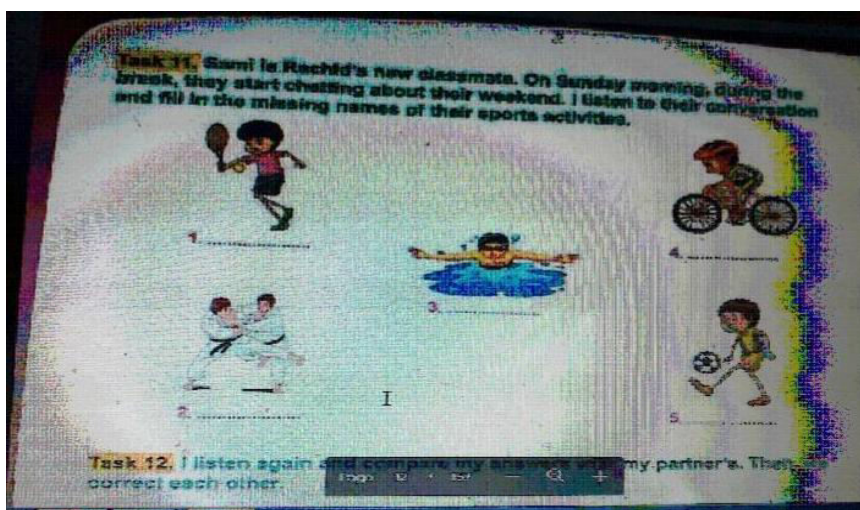 Task 11. Sami is Rachid's new classmate. On Sunday morning, during the
break, they start chatting about their weekend. I listen to their conversation
and fill in the missing names of their sports activities.
1. ....................
4. ....................
3. ....................
2. ....................
5. ....................
Task 12. I listen again and compare my answers with my partner's. Then, we
correct each other.
Page 12